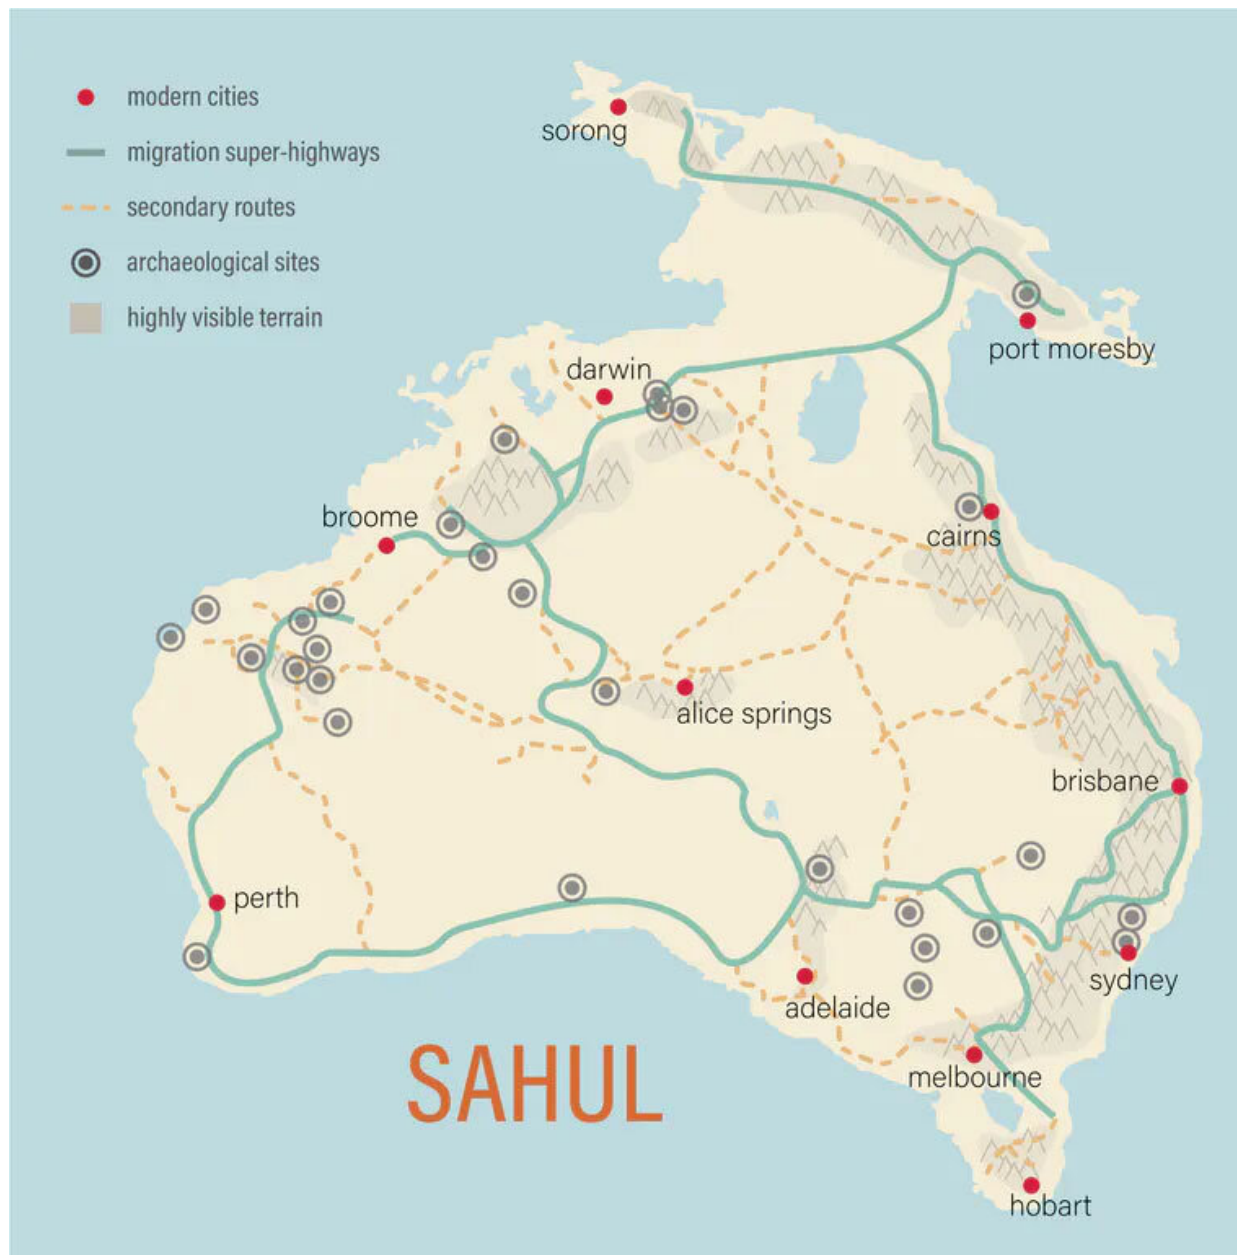 modern cities
migration super-highways
secondary routes
archaeological sites
highly visible terrain
sorong
port moresby
darwin
broome
cairns
alice springs
brisbane
perth
sydney
adelaide
SAHUL
melbourne
hobart